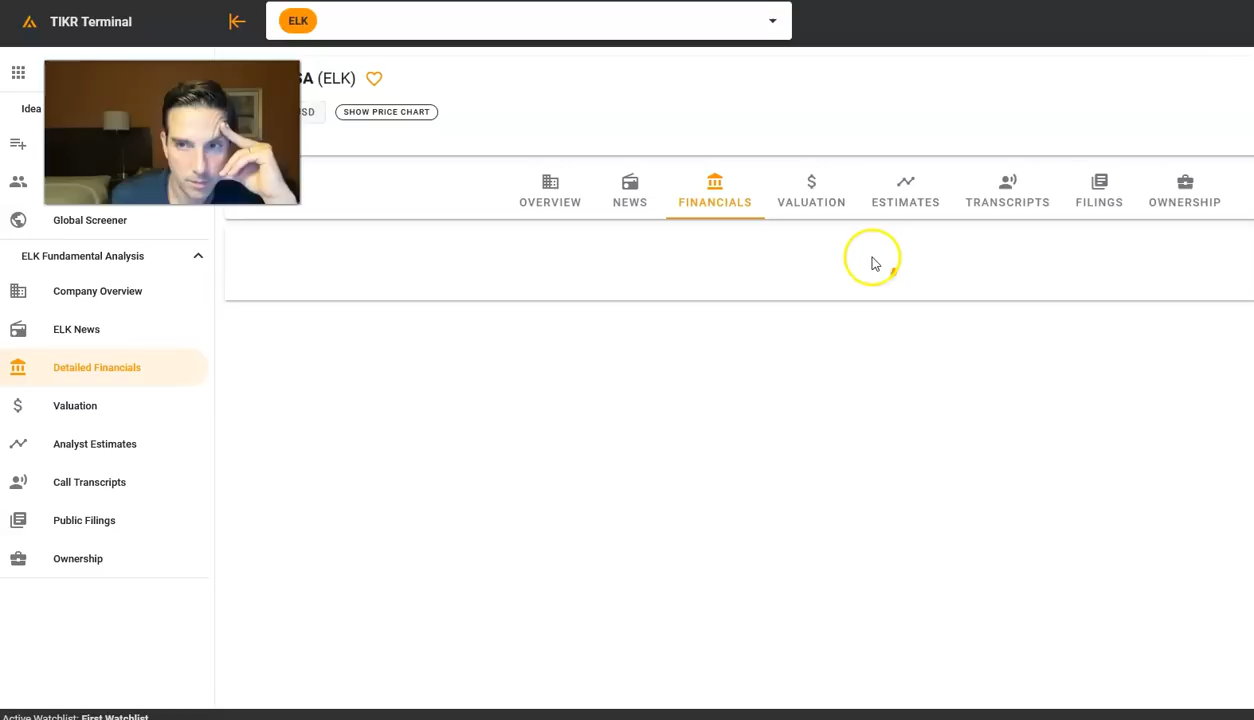 TIKR Terminal
ELK
SA (ELK)
SD
SHOW PRICE CHART
OVERVIEW
NEWS
FINANCIALS
VALUATION
ESTIMATES
TRANSCRIPTS
FILINGS
OWNERSHIP
Idea
Global Screener
ELK Fundamental Analysis
Company Overview
ELK News
Detailed Financials
Valuation
Analyst Estimates
Call Transcripts
Public Filings
Ownership
Active Watchlist: First Watchlist